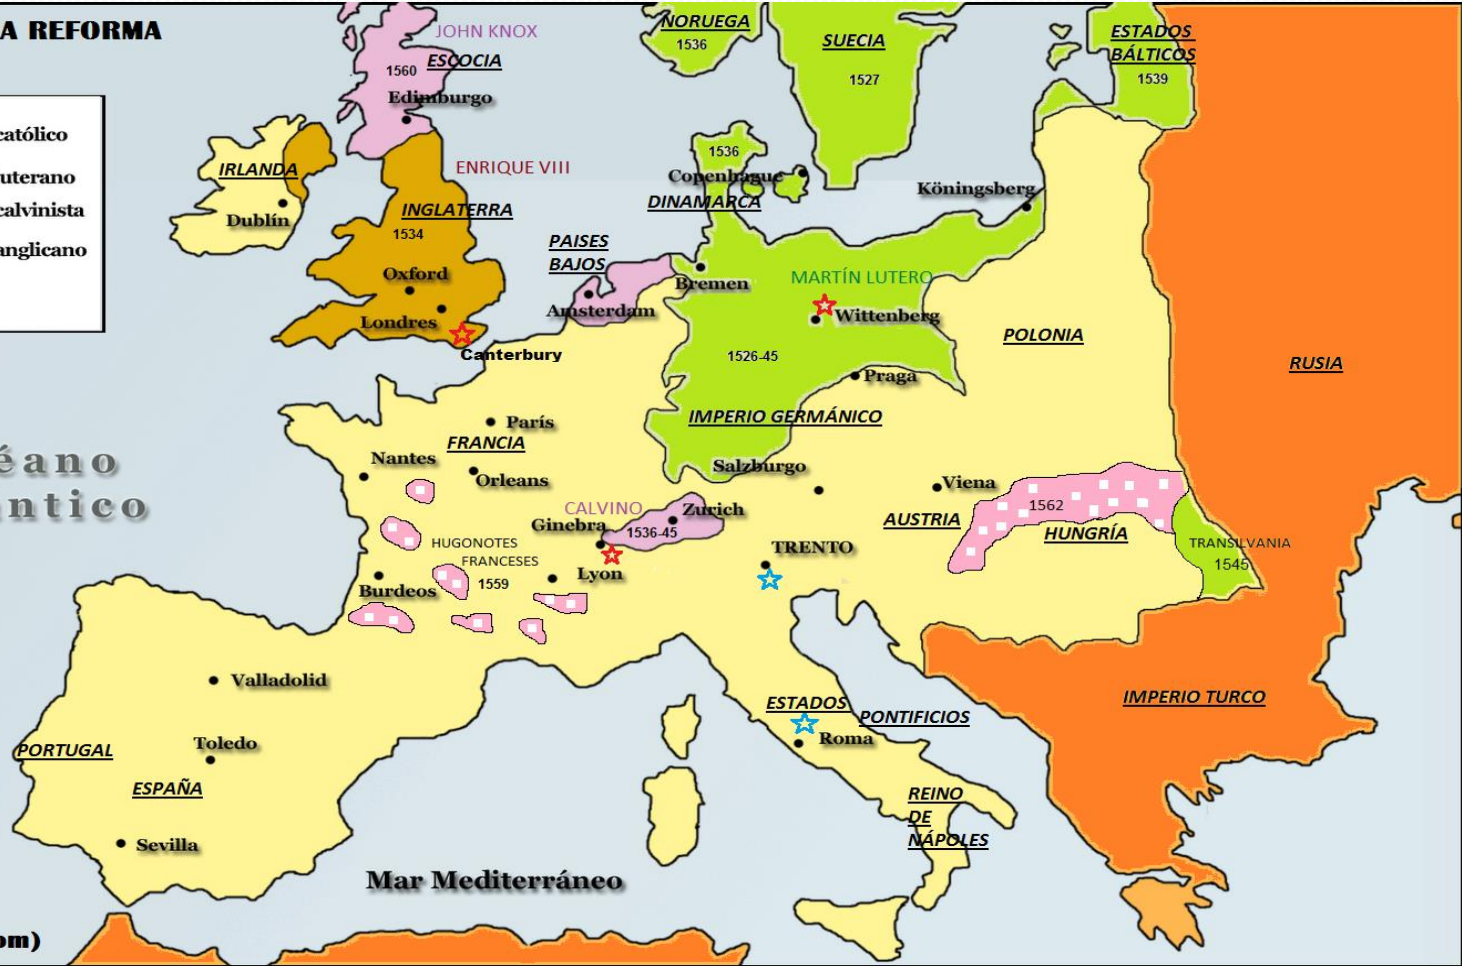 A REFORMA
católico
uterano
calvinista
anglicano
JOHN KNOX
ESCOCIA
1560
Edimburgo
NORUEGA
1536
SUECIA
1527
ESTADOS
BÁLTICOS
1539
IRLANDA
Dublín
ENRIQUE VIII
INGLATERRA
1534
Oxford
Londres
Canterbury
1536
Copenhague
DINAMARCA
Köningsberg
PAISES
BAJOS
Amsterdam
Bremen
MARTÍN LUTERO
Wittenberg
1526-45
Praga
IMPERIO GERMÁNICO
POLONIA
RUSIA
París
FRANCIA
Nantes
Orleans
Salzburgo
Viena
AUSTRIA
1562
HUNGRÍA
TRANSILVANIA
1545
éano
ntico
CALVINO
Zurich
Ginebra
1536-45
HUGONOTES
FRANCESES
1559
Lyon
Burdeos
TRENTO
Valladolid
PORTUGAL
Toledo
ESPAÑA
Sevilla
ESTADOS
PONTIFICIOS
Roma
IMPERIO TURCO
REINO
DE
NÁPOLES
Mar Mediterráneo
om)